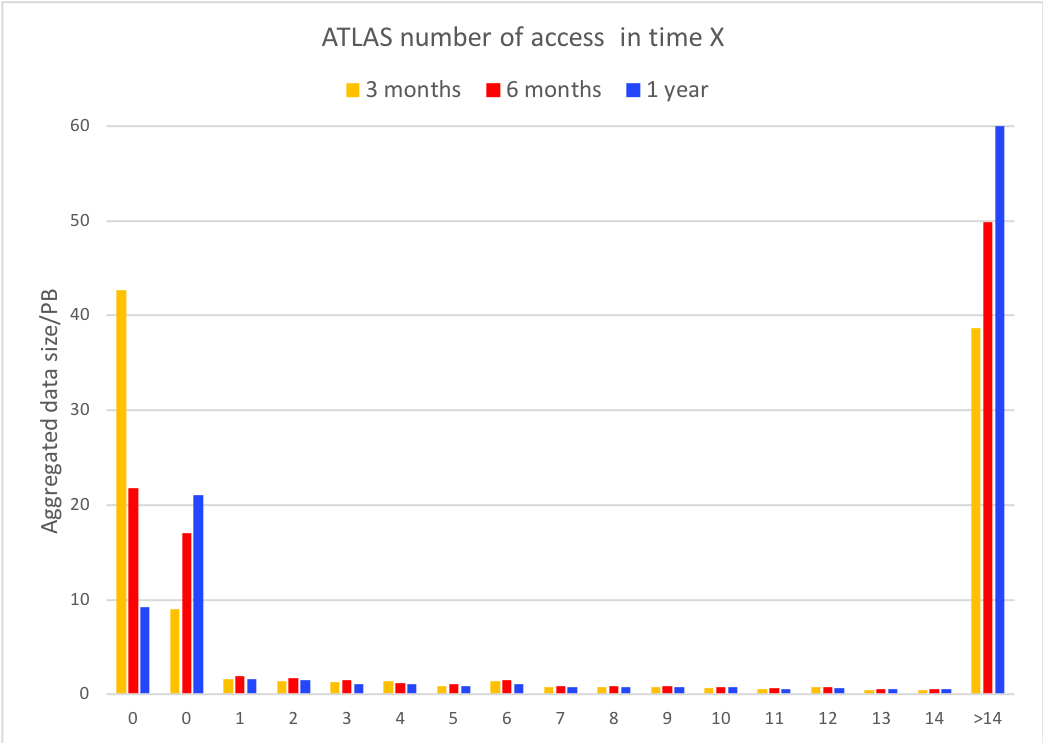 ATLAS number of access in time X
3 months 6 months 1 year
60
50
40
30
20
10
0
Aggregated data size/PB
0 0 1 2 3 4 5 6 7 8 9 10 11 12 13 14 >14